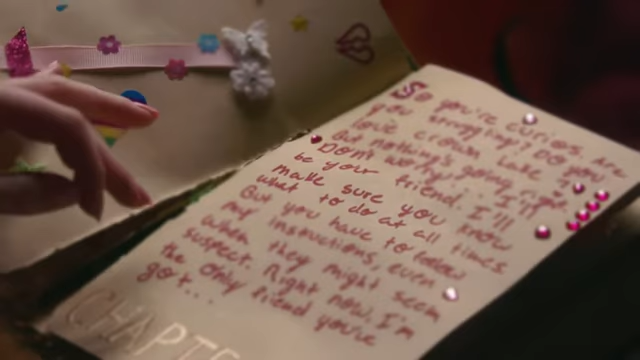 So you're curious. Are
you struggling? Do you
love crown Lake
But nothing's going right
Don't worry! I'll
be your friend. I'll
make sure you know
what to do at all times.
But you have to follow
my instructions, even
when they might seem
suspect. Right now, I'm
the only friend you've
got...
CHAPTE